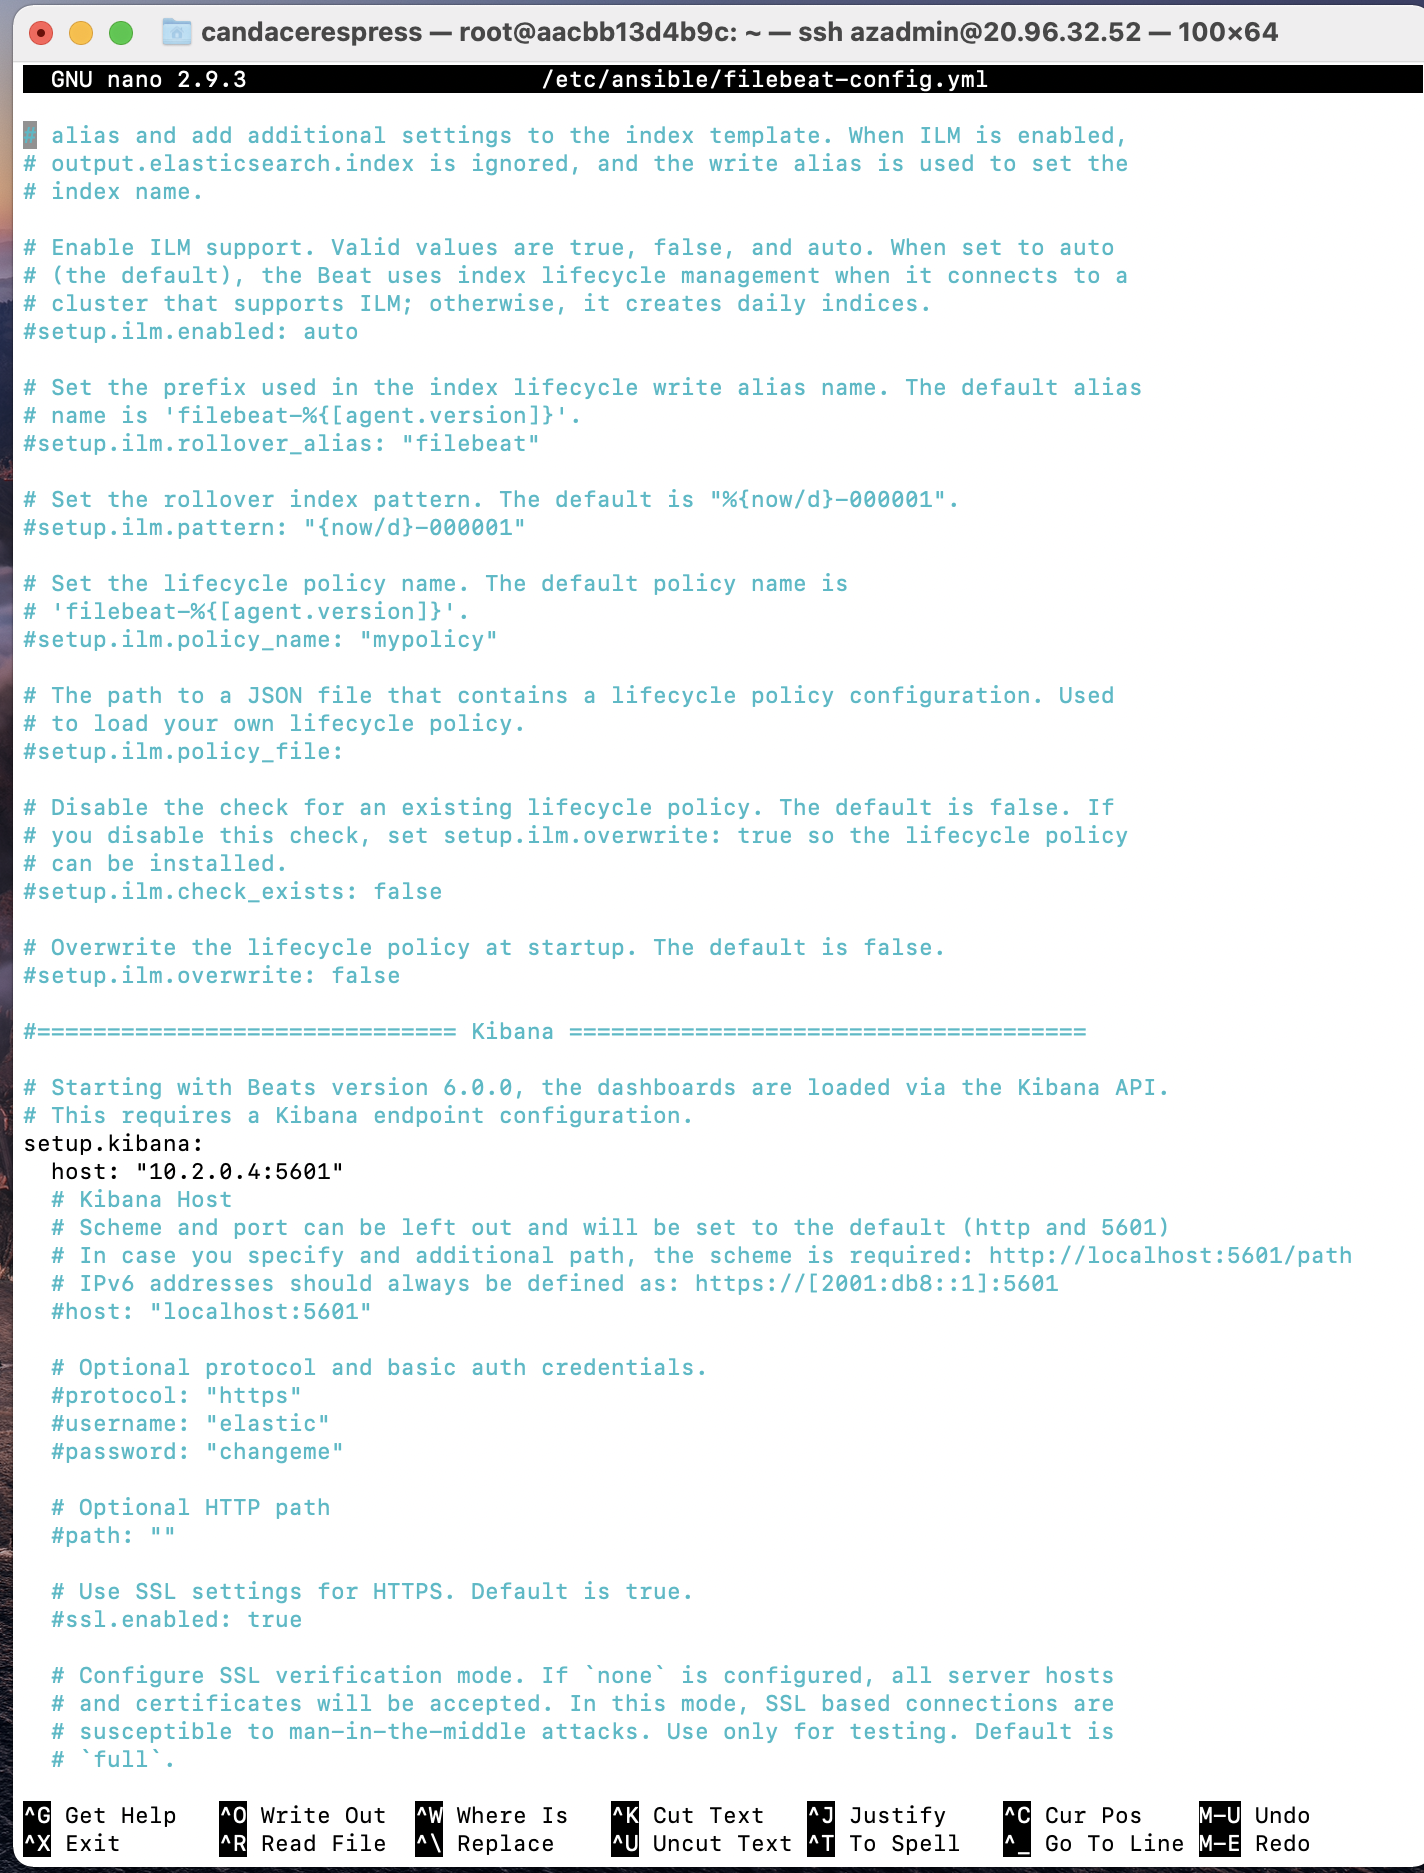 candacerespress — root@aacbb13d4b9c: ~ — ssh azadmin@20.96.32.52 — 100×64
GNU nano 2.9.3 /etc/ansible/filebeat-config.yml
# alias and add additional settings to the index template. When ILM is enabled,
# output.elasticsearch.index is ignored, and the write alias is used to set the
# index name.
# Enable ILM support. Valid values are true, false, and auto. When set to auto
# (the default), the Beat uses index lifecycle management when it connects to a
# cluster that supports ILM; otherwise, it creates daily indices.
#setup.ilm.enabled: auto
# Set the prefix used in the index lifecycle write alias name. The default alias
# name is 'filebeat-%{[agent.version]}'.
#setup.ilm.rollover_alias: "filebeat"
# Set the rollover index pattern. The default is "%{now/d}-000001".
#setup.ilm.pattern: "{now/d}-000001"
# Set the lifecycle policy name. The default policy name is
# 'filebeat-%{[agent.version]}'.
#setup.ilm.policy_name: "mypolicy"
# The path to a JSON file that contains a lifecycle policy configuration. Used
# to load your own lifecycle policy.
#setup.ilm.policy_file:
# Disable the check for an existing lifecycle policy. The default is false. If
# you disable this check, set setup.ilm.overwrite: true so the lifecycle policy
# can be installed.
#setup.ilm.check_exists: false
# Overwrite the lifecycle policy at startup. The default is false.
#setup.ilm.overwrite: false
#============================== Kibana =====================================
# Starting with Beats version 6.0.0, the dashboards are loaded via the Kibana API.
# This requires a Kibana endpoint configuration.
setup.kibana:
host: "10.2.0.4:5601"
# Kibana Host
# Scheme and port can be left out and will be set to the default (http and 5601)
# In case you specify and additional path, the scheme is required: http://localhost:5601/path
# IPv6 addresses should always be defined as: https://[2001:db8::1]:5601
#host: "localhost:5601"
# Optional protocol and basic auth credentials.
#protocol: "https"
#username: "elastic"
#password: "changeme"
# Optional HTTP path
#path: ""
# Use SSL settings for HTTPS. Default is true.
#ssl.enabled: true
# Configure SSL verification mode. If `none` is configured, all server hosts
# and certificates will be accepted. In this mode, SSL based connections are
# susceptible to man-in-the-middle attacks. Use only for testing. Default is
# `full`.
^G Get Help ^O Write Out ^W Where Is ^K Cut Text ^J Justify ^C Cur Pos M-U Undo
^X Exit ^R Read File ^\ Replace ^U Uncut Text ^T To Spell ^_ Go To Line M-E Redo